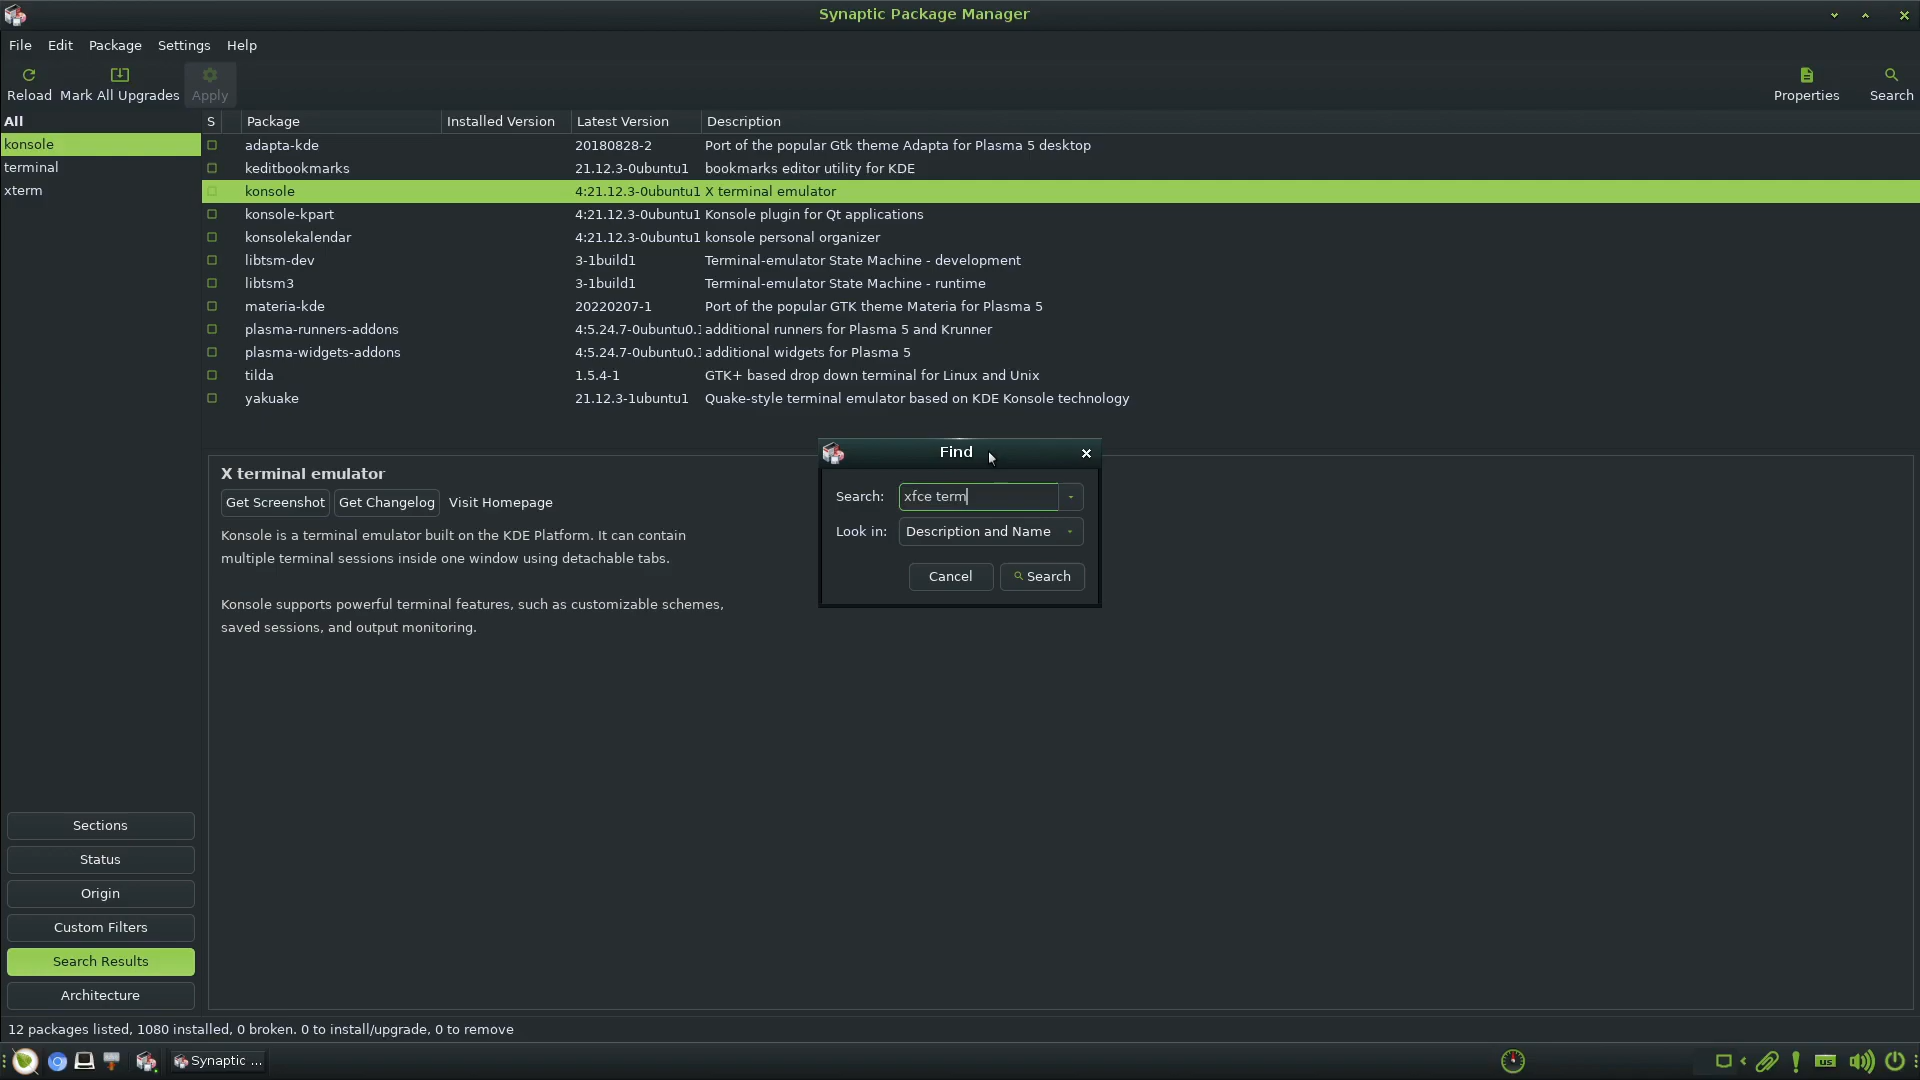 Synaptic Package Manager
File Edit Package Settings Help
Reload Mark All Upgrades Apply Properties Search
All
konsole
terminal
xterm
S Package Installed Version Latest Version Description
adapta-kde 20180828-2 Port of the popular Gtk theme Adapta for Plasma 5 desktop
keditbookmarks 21.12.3-0ubuntu1 bookmarks editor utility for KDE
konsole 4:21.12.3-0ubuntu1 X terminal emulator
konsole-kpart 4:21.12.3-0ubuntu1 Konsole plugin for Qt applications
konsolekalendar 4:21.12.3-0ubuntu1 konsole personal organizer
libtsm-dev 3-1build1 Terminal-emulator State Machine - development
libtsm3 3-1build1 Terminal-emulator State Machine - runtime
materia-kde 20220207-1 Port of the popular GTK theme Materia for Plasma 5
plasma-runners-addons 4:5.24.7-0ubuntu0.1 additional runners for Plasma 5 and Krunner
plasma-widgets-addons 4:5.24.7-0ubuntu0.1 additional widgets for Plasma 5
tilda 1.5.4-1 GTK+ based drop down terminal for Linux and Unix
yakuake 21.12.3-1ubuntu1 Quake-style terminal emulator based on KDE Konsole technology
X terminal emulator
Get Screenshot Get Changelog Visit Homepage
Konsole is a terminal emulator built on the KDE Platform. It can contain
multiple terminal sessions inside one window using detachable tabs.
Konsole supports powerful terminal features, such as customizable schemes,
saved sessions, and output monitoring.
Find
Search: xfce term
Look in: Description and Name
Cancel Search
Sections
Status
Origin
Custom Filters
Search Results
Architecture
12 packages listed, 1080 installed, 0 broken. 0 to install/upgrade, 0 to remove
Synaptic ...
us